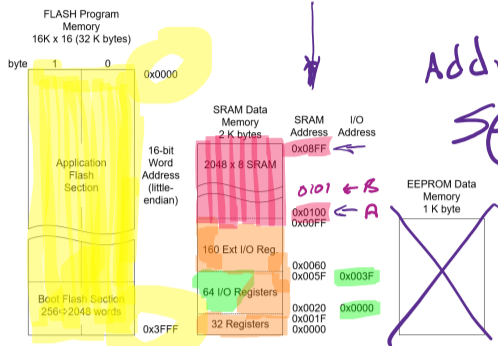 FLASH Program
Memory
16K x 16 (32 K bytes)
byte 1 0
0x0000
Application
Flash
Section
16-bit
Word
Address
(little-
endian)
Boot Flash Section
256⇨2048 words
0x3FFF
SRAM Data
Memory
2 K bytes
SRAM
Address
I/O
Address
2048 x 8 SRAM
0x08FF
0101 ← B
0x0100 ← A
0x00FF
160 Ext I/O Reg.
0x0060
0x005F
0x003F
64 I/O Registers
0x0020
0x0000
0x001F
32 Registers
0x0000
EEPROM Data
Memory
1 K byte